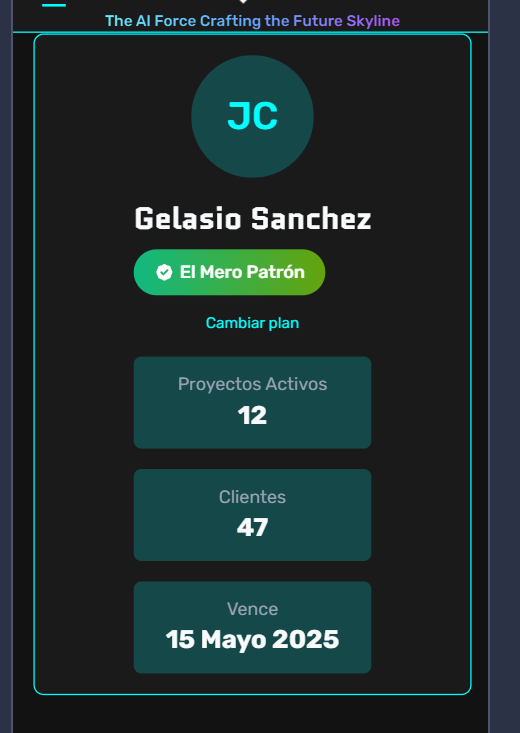 The AI Force Crafting the Future Skyline
JC
Gelasio Sanchez
El Mero Patrón
Cambiar plan
Proyectos Activos
12
Clientes
47
Vence
15 Mayo 2025